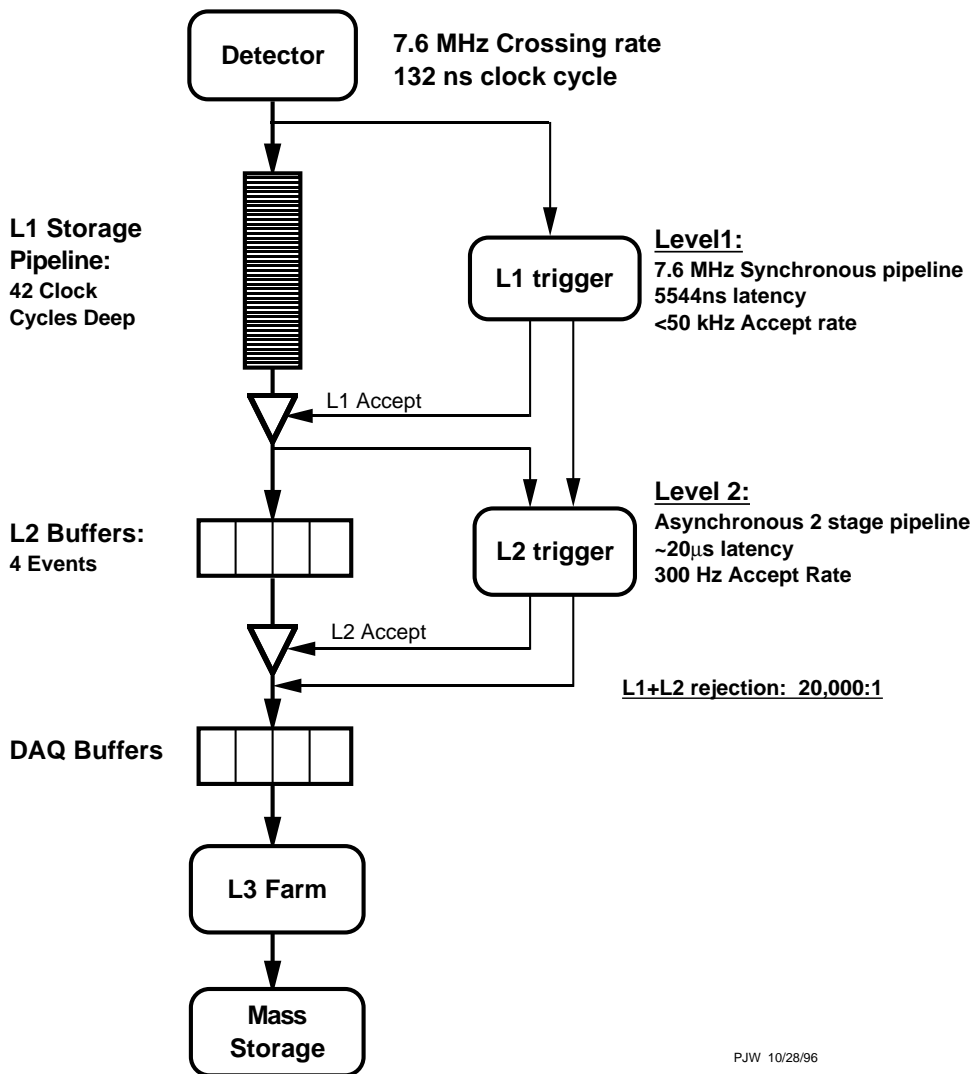 Detector
7.6 MHz Crossing rate
132 ns clock cycle
L1 Storage
Pipeline:
42 Clock
Cycles Deep
L1 trigger
Level1:
7.6 MHz Synchronous pipeline
5544ns latency
<50 kHz Accept rate
L1 Accept
L2 Buffers:
4 Events
L2 trigger
Level 2:
Asynchronous 2 stage pipeline
~20μs latency
300 Hz Accept Rate
L2 Accept
L1+L2 rejection:  20,000:1
DAQ Buffers
L3 Farm
Mass
Storage
PJW  10/28/96